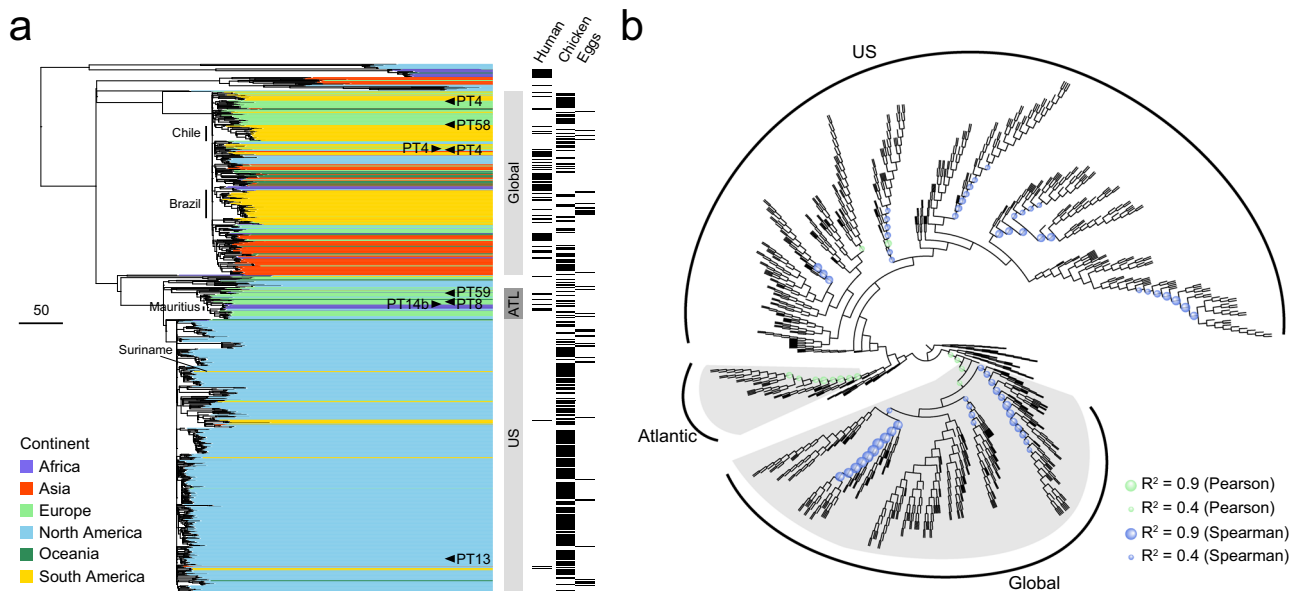 a
Human
Chicken
Eggs
PT4
PT58
Chile
PT4
PT4
Brazil
Global
PT59
PT14b
PT8
Mauritius
ATL
50
Suriname
US
Continent
Africa
Asia
Europe
North America
Oceania
South America
PT13
b
US
Atlantic
Global
R² = 0.9 (Pearson)
R² = 0.4 (Pearson)
R² = 0.9 (Spearman)
R² = 0.4 (Spearman)